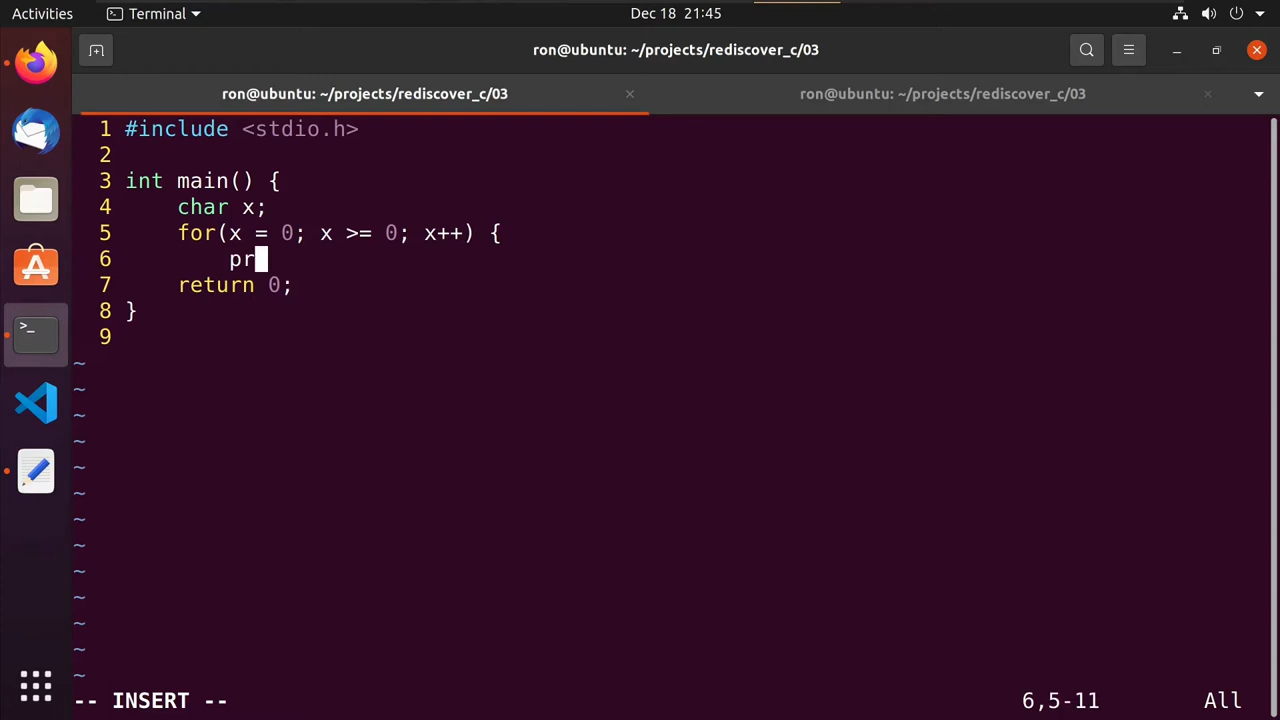 Activities
Terminal
Dec 18 21:45
ron@ubuntu: ~/projects/rediscover_c/03
ron@ubuntu: ~/projects/rediscover_c/03
ron@ubuntu: ~/projects/rediscover_c/03
1 #include <stdio.h>
2
3 int main() {
4     char x;
5     for(x = 0; x >= 0; x++) {
6         pr
7     return 0;
8 }
9
~
~
~
~
~
~
~
~
~
~
~
~
~
-- INSERT --
6,5-11
All